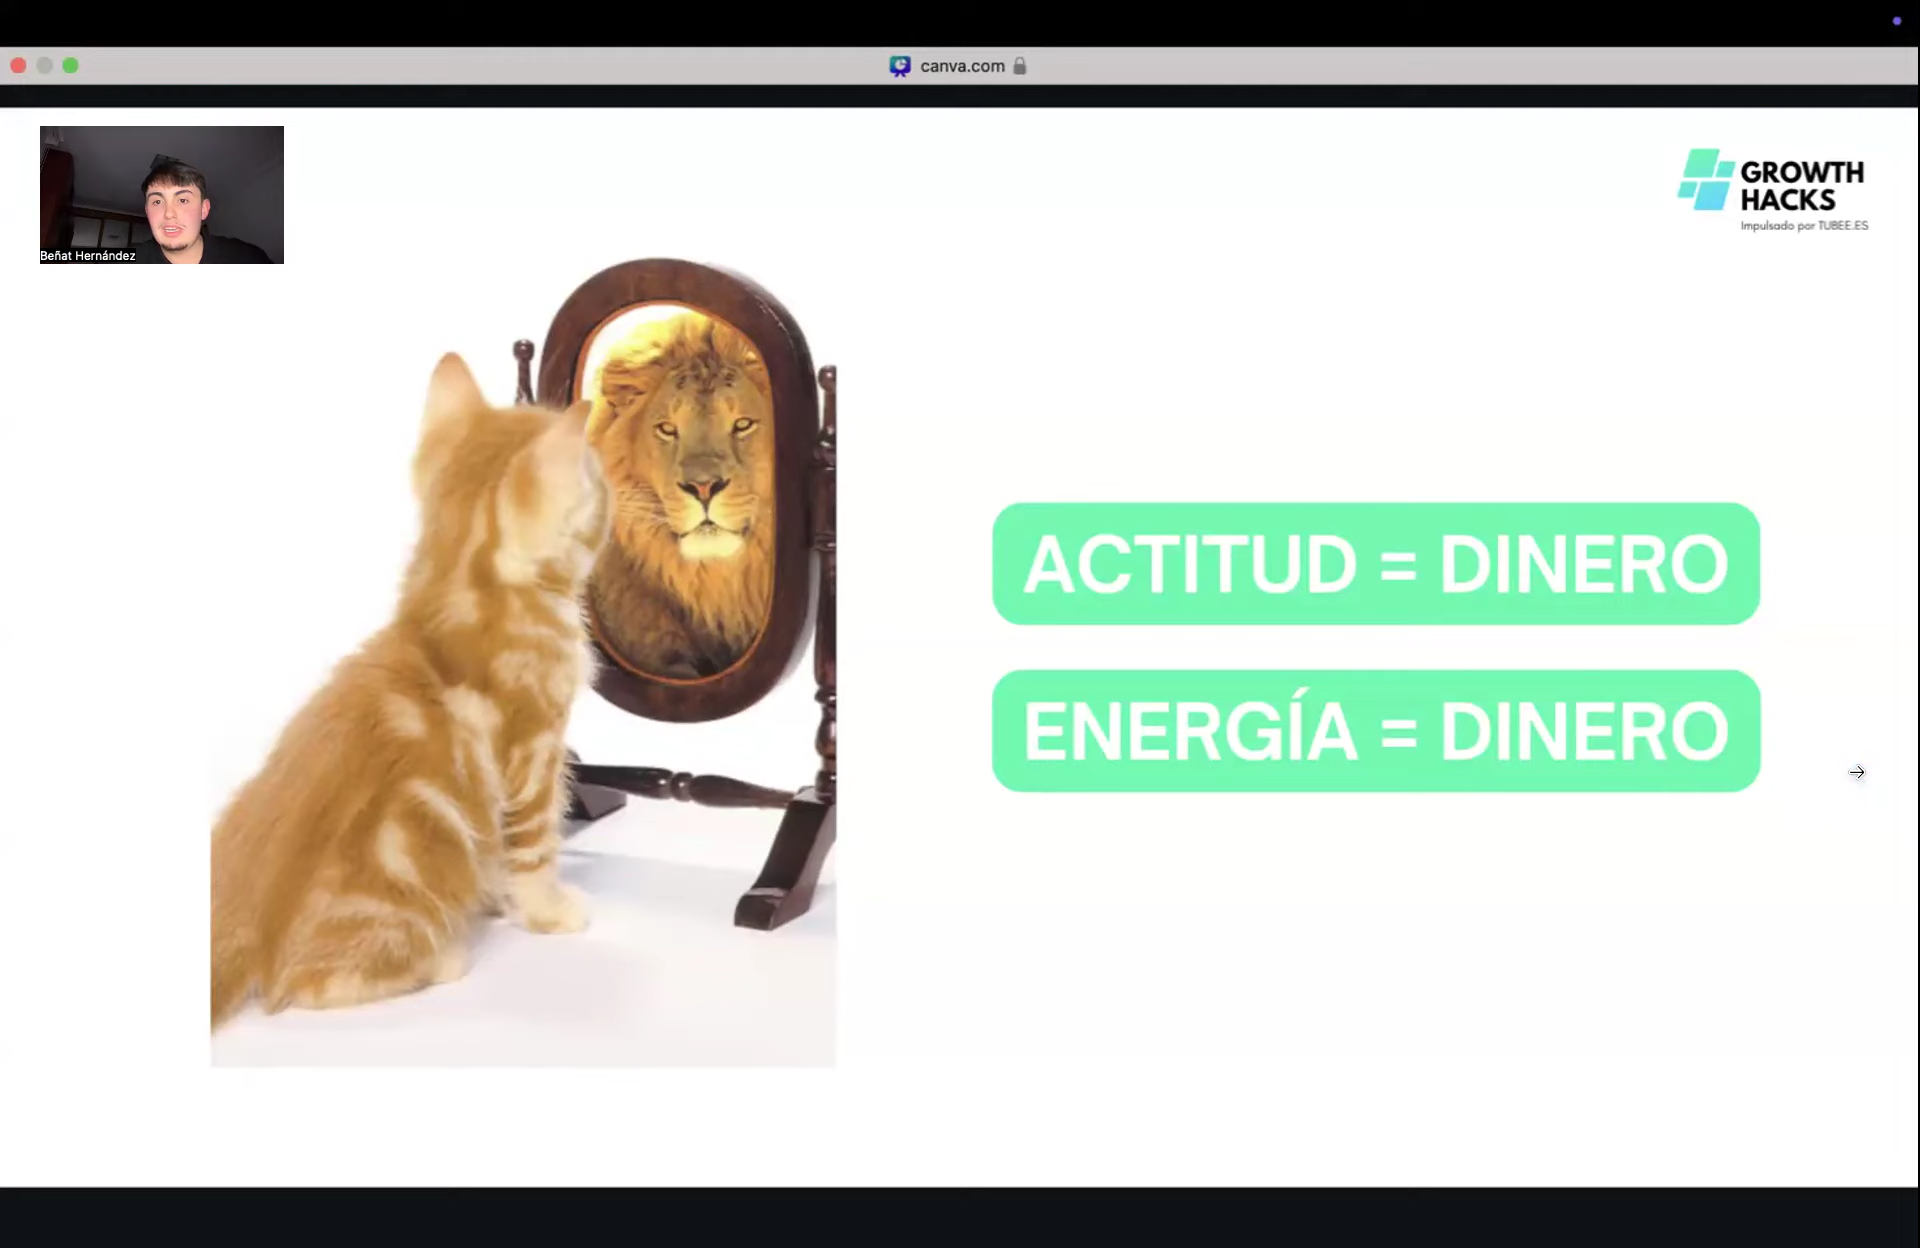 canva.com
Beñat Hernández
GROWTH
HACKS
Impulsado por TUBEE.ES
ACTITUD = DINERO
ENERGÍA = DINERO